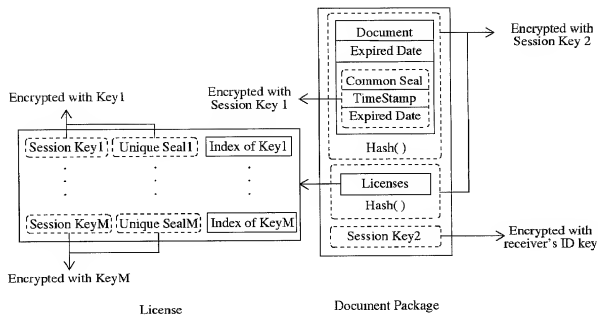 Document
Expired Date
Common Seal
TimeStamp
Expired Date
Hash( )
Licenses
Hash( )
Session Key2
Encrypted with
Session Key 2
Encrypted with
Session Key 1
Encrypted with
receiver's ID key
Encrypted with Key1
Session Key1 Unique Seal1 Index of Key1
Session KeyM Unique SealM Index of KeyM
Encrypted with KeyM
License
Document Package